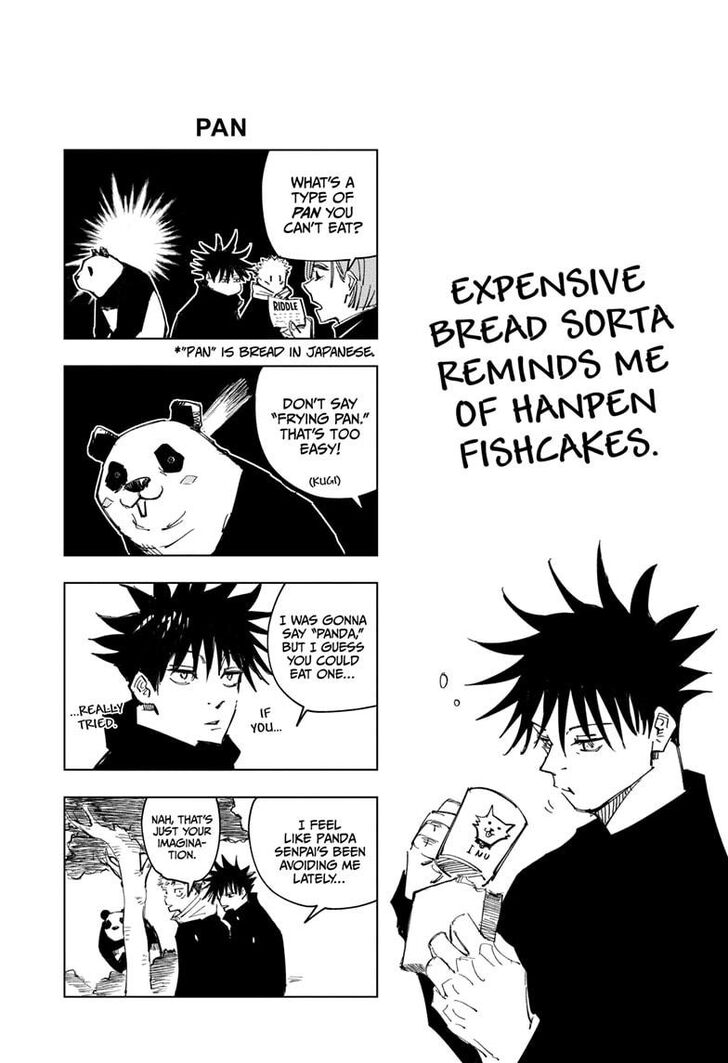 PAN
WHAT'S A
TYPE OF
PAN YOU
CAN'T EAT?
RIDDLE
*"PAN" IS BREAD IN JAPANESE.
DON'T SAY
"FRYING PAN."
THAT'S TOO
EASY!
(KUGI)
I WAS GONNA
SAY "PANDA,"
BUT I GUESS
YOU COULD
EAT ONE...
IF
YOU...
...REALLY
TRIED.
I FEEL
LIKE PANDA
SENPAI'S BEEN
AVOIDING ME
LATELY...
NAH, THAT'S
JUST YOUR
IMAGINA-
TION.
EXPENSIVE
BREAD SORTA
REMINDS ME
OF HANPEN
FISHCAKES.
INU